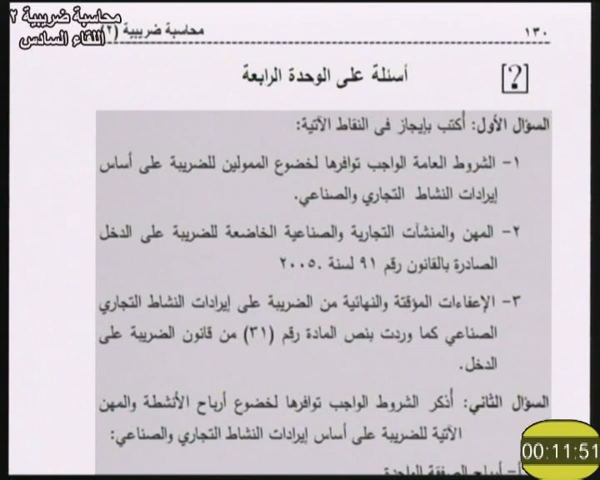 محاسبة ضريبية ٢
اللقاء السادس
١٣٠
محاسبة ضريبية (٢)
[?]
أسئلة على الوحدة الرابعة
السؤال الأول: أكتب بإيجاز فى النقاط الآتية:
١- الشروط العامة الواجب توافرها لخضوع الممولين للضريبة على أساس
إيرادات النشاط التجاري والصناعي.
٢- المهن والمنشآت التجارية والصناعية الخاضعة للضريبة على الدخل
الصادرة بالقانون رقم ٩١ لسنة ٢٠٠٥.
٣- الإعفاءات المؤقتة والنهائية من الضريبة على إيرادات النشاط التجاري
الصناعي كما وردت بنص المادة رقم (٣١) من قانون الضريبة على
الدخل.
السؤال الثاني: أذكر الشروط الواجب توافرها لخضوع أرباح الأنشطة والمهن
الآتية للضريبة على أساس إيرادات النشاط التجاري والصناعي:
أ- أرباح الصفقة الواحدة
00:11:51